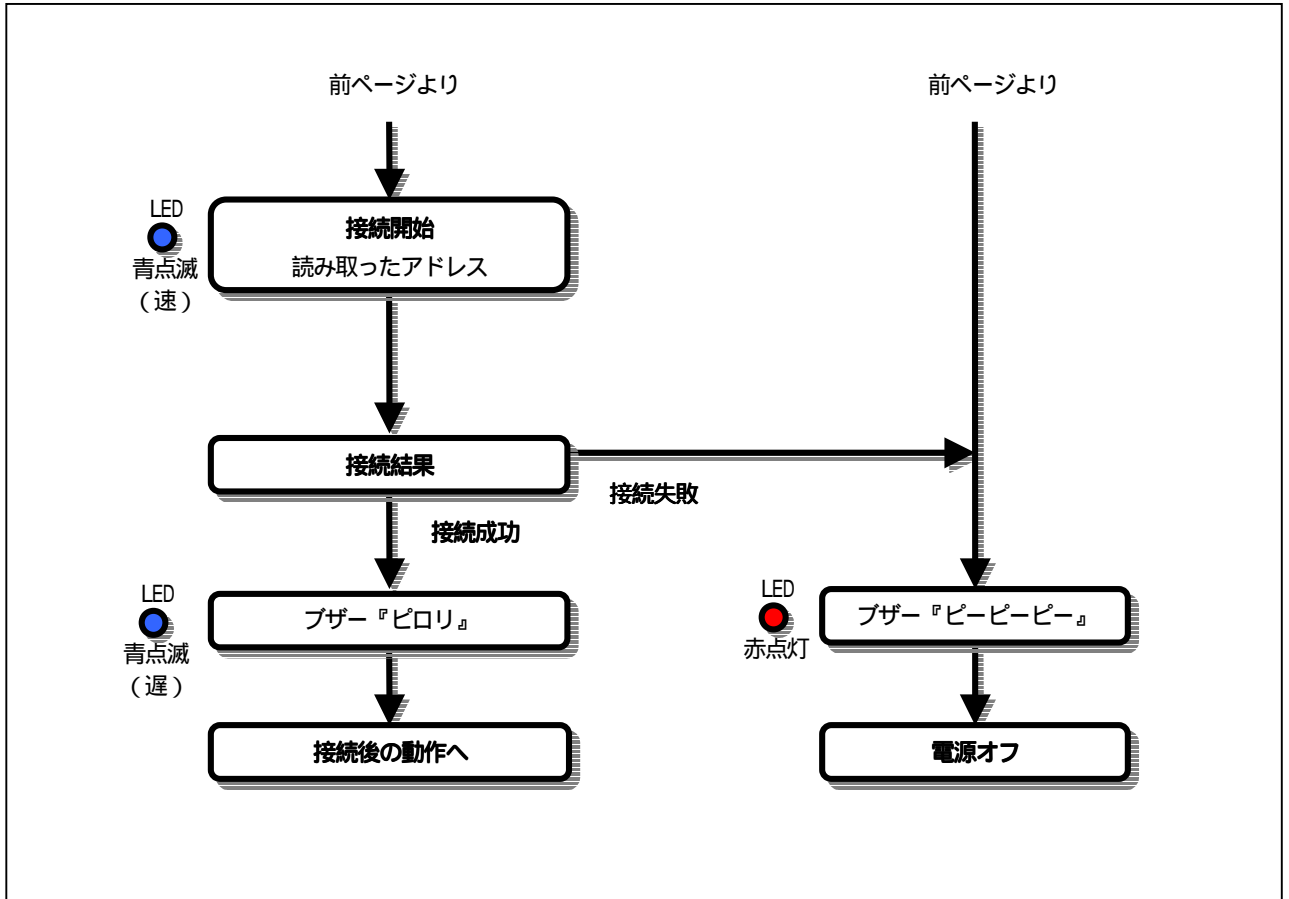 前ページより
前ページより
LED
青点滅
(速)
接続開始
読み取ったアドレス
接続結果
接続失敗
接続成功
LED
青点滅
(遅)
ブザー『ピロリ』
LED
赤点灯
ブザー『ピーピーピー』
接続後の動作へ
電源オフ